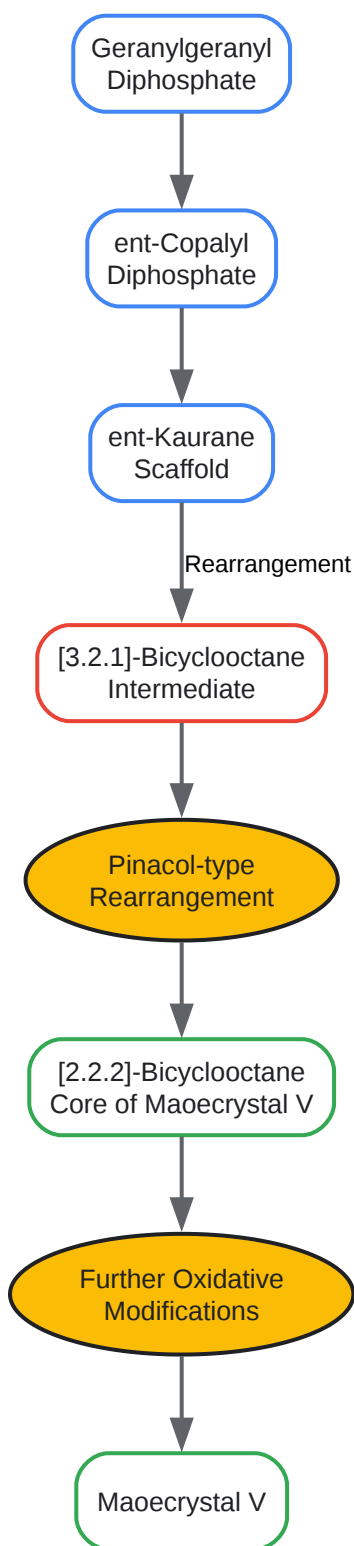 Geranylgeranyl
Diphosphate
ent-Copalyl
Diphosphate
ent-Kaurane
Scaffold
Rearrangement
[3.2.1]-Bicyclooctane
Intermediate
Pinacol-type
Rearrangement
[2.2.2]-Bicyclooctane
Core of Maoecrystal V
Further Oxidative
Modifications
Maoecrystal V